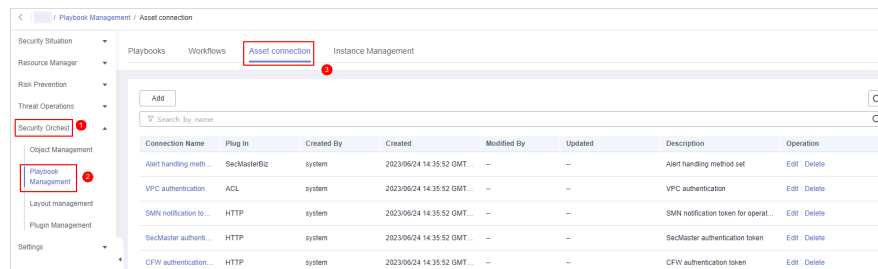 < / Playbook Management / Asset connection
Security Situation
Resource Manager
Risk Prevention
Threat Operations
Security Orchest 1
Object Management
Playbook
Management 2
Layout management
Plugin Management
Settings
Playbooks Workflows Asset connection Instance Management
3
Add
Search by name
Connection Name Plug In Created By Created Modified By Updated Description Operation
Alert handling meth... SecMasterBiz system 2023/06/24 14:35:52 GMT... -- -- Alert handling method set Edit | Delete
VPC authentication ACL system 2023/06/24 14:35:52 GMT... -- -- VPC authentication Edit | Delete
SMN notification to... HTTP system 2023/06/24 14:35:52 GMT... -- -- SMN notification token for operat... Edit | Delete
SecMaster authenti... HTTP system 2023/06/24 14:35:52 GMT... -- -- SecMaster authentication token Edit | Delete
CFW authentication... HTTP system 2023/06/24 14:35:52 GMT... -- -- CFW authentication token Edit | Delete